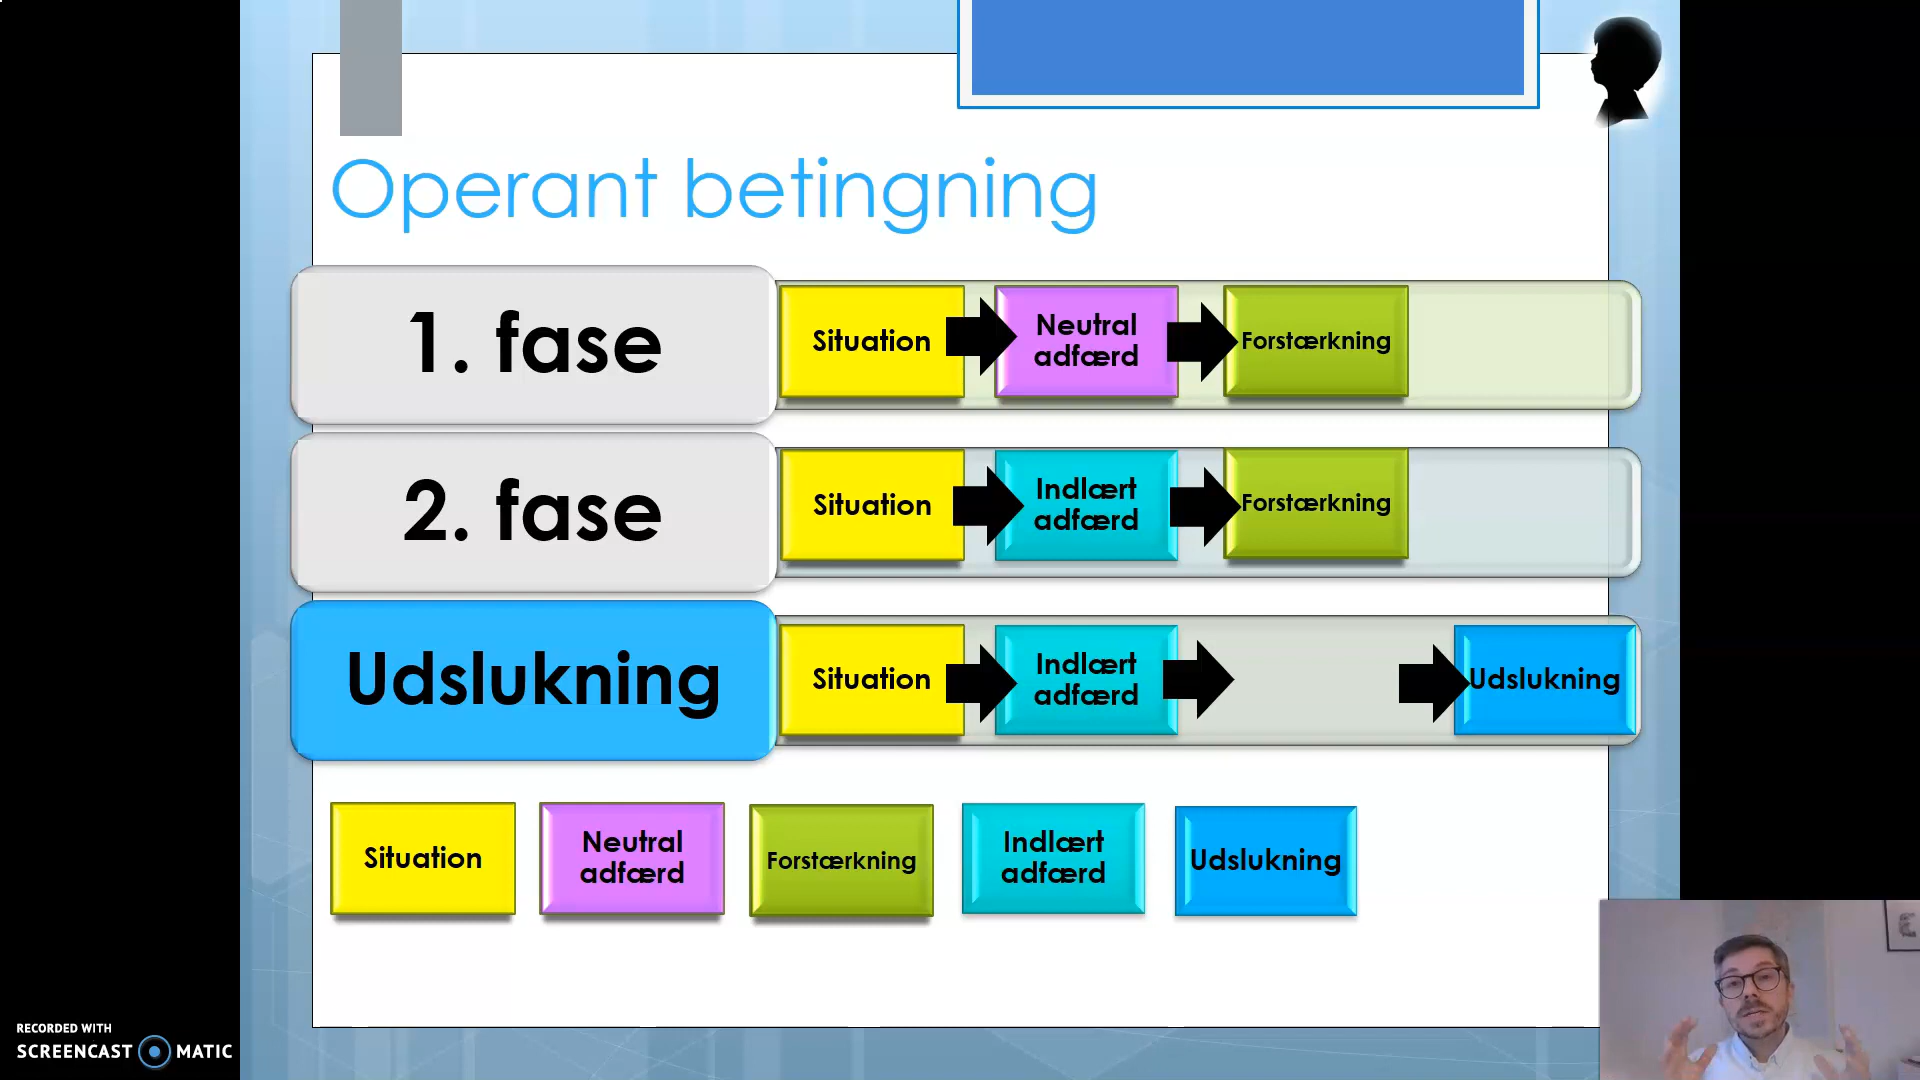 Operant betingning
1. fase
Situation
Neutral
adfærd
Forstærkning
2. fase
Situation
Indlært
adfærd
Forstærkning
Udslukning
Situation
Indlært
adfærd
Udslukning
Situation
Neutral
adfærd
Forstærkning
Indlært
adfærd
Udslukning
RECORDED WITH
SCREENCAST MATIC